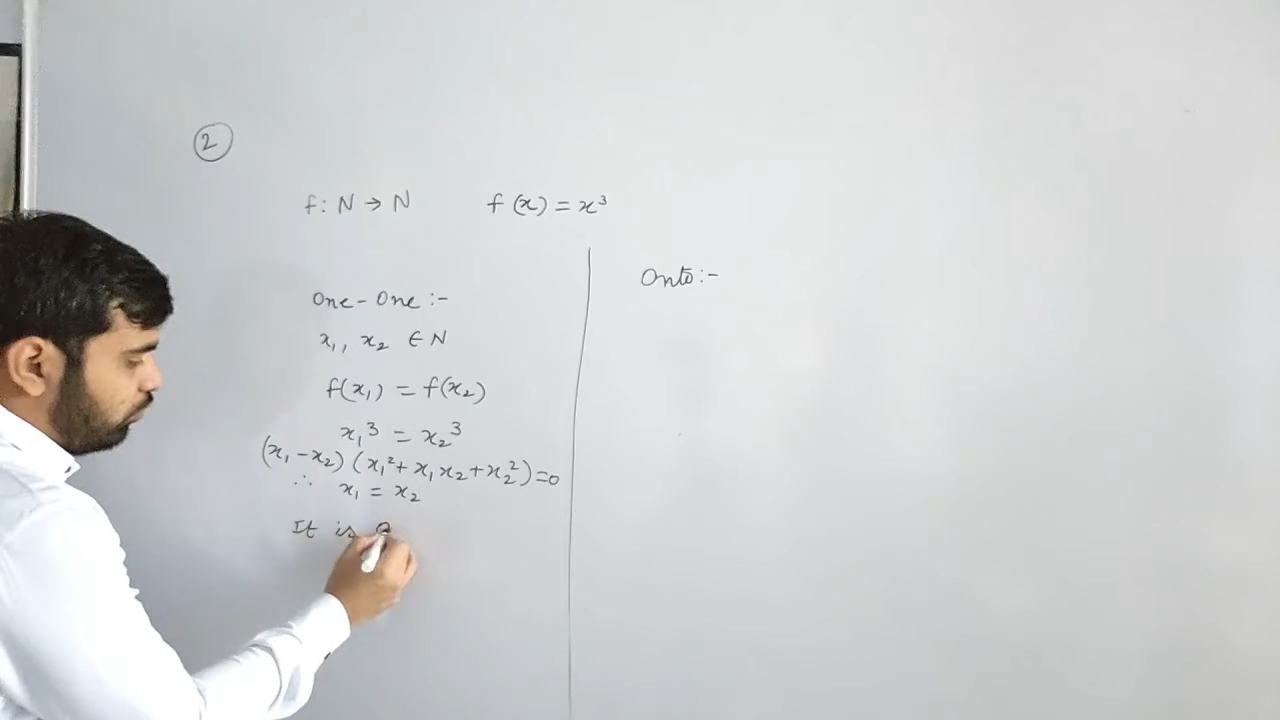 2
f: N → N f(x) = x³
One-One :-
x₁, x₂ ∈ N
f(x₁) = f(x₂)
x₁³ = x₂³
(x₁-x₂) (x₁²+x₁x₂+x₂²)=0
∴ x₁ = x₂
It is
Onto:-